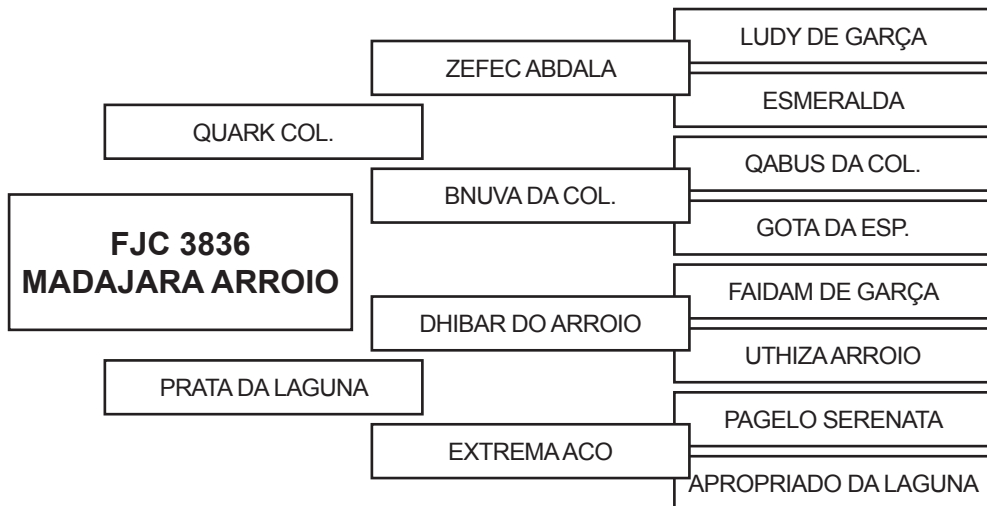 LUDY DE GARÇA
ZEFEC ABDALA
ESMERALDA
QUARK COL.
QABUS DA COL.
BNUVA DA COL.
GOTA DA ESP.
FJC 3836
MADAJARA ARROIO
FAIDAM DE GARÇA
DHIBAR DO ARROIO
UTHIZA ARROIO
PRATA DA LAGUNA
PAGELO SERENATA
EXTREMA ACO
APROPRIADO DA LAGUNA